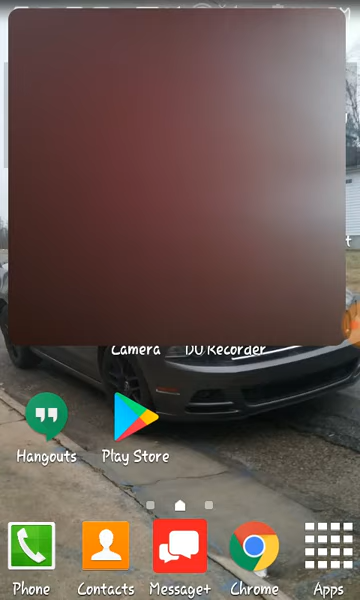 Camera DU Recorder
Hangouts Play Store
Phone Contacts Message+ Chrome Apps